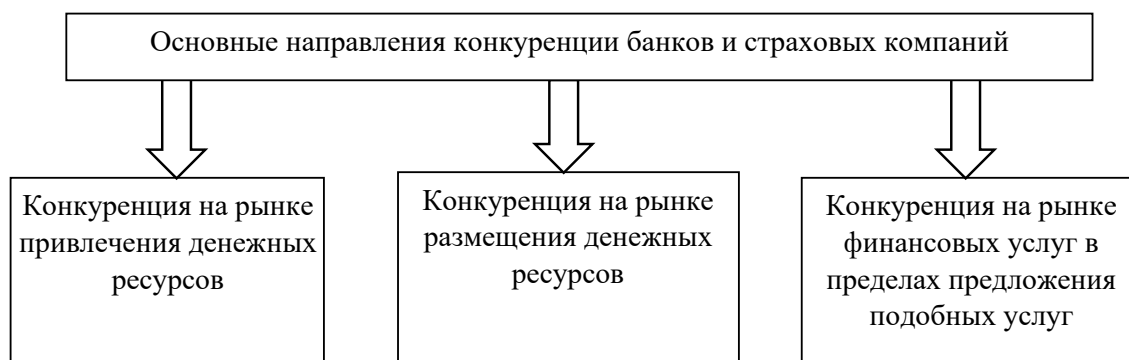 Основные направления конкуренции банков и страховых компаний
Конкуренция на рынке
привлечения денежных
ресурсов
Конкуренция на рынке
размещения денежных
ресурсов
Конкуренция на рынке
финансовых услуг в
пределах предложения
подобных услуг